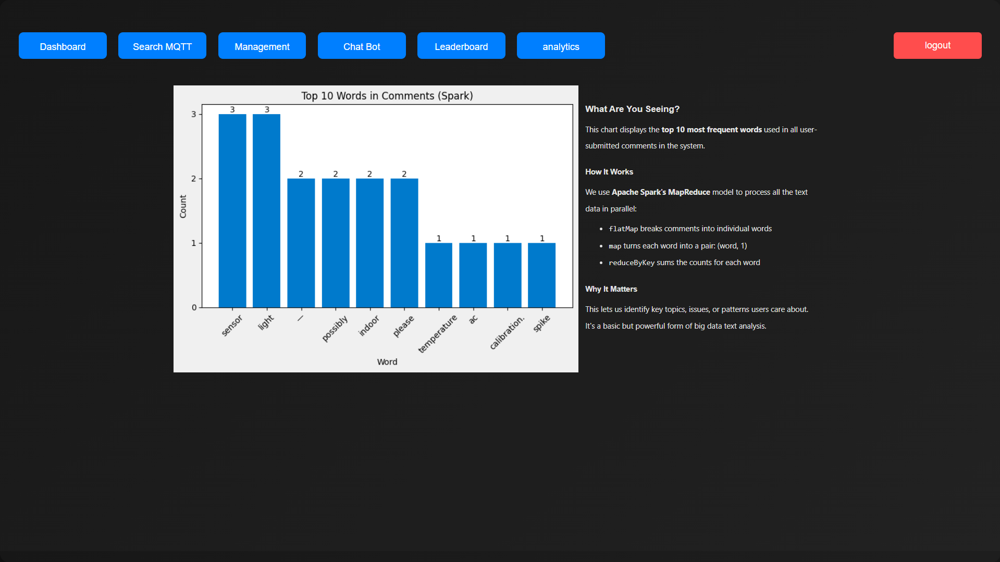 Dashboard
Search MQTT
Management
Chat Bot
Leaderboard
analytics
logout
Top 10 Words in Comments (Spark)
3
2
1
0
Count
3
3
2
2
2
2
1
1
1
1
sensor
light
—
possibly
indoor
please
temperature
ac
calibration.
spike
Word
What Are You Seeing?
This chart displays the top 10 most frequent words used in all user-
submitted comments in the system.
How It Works
We use Apache Spark's MapReduce model to process all the text
data in parallel:
• flatMap breaks comments into individual words
• map turns each word into a pair: (word, 1)
• reduceByKey sums the counts for each word
Why It Matters
This lets us identify key topics, issues, or patterns users care about.
It's a basic but powerful form of big data text analysis.